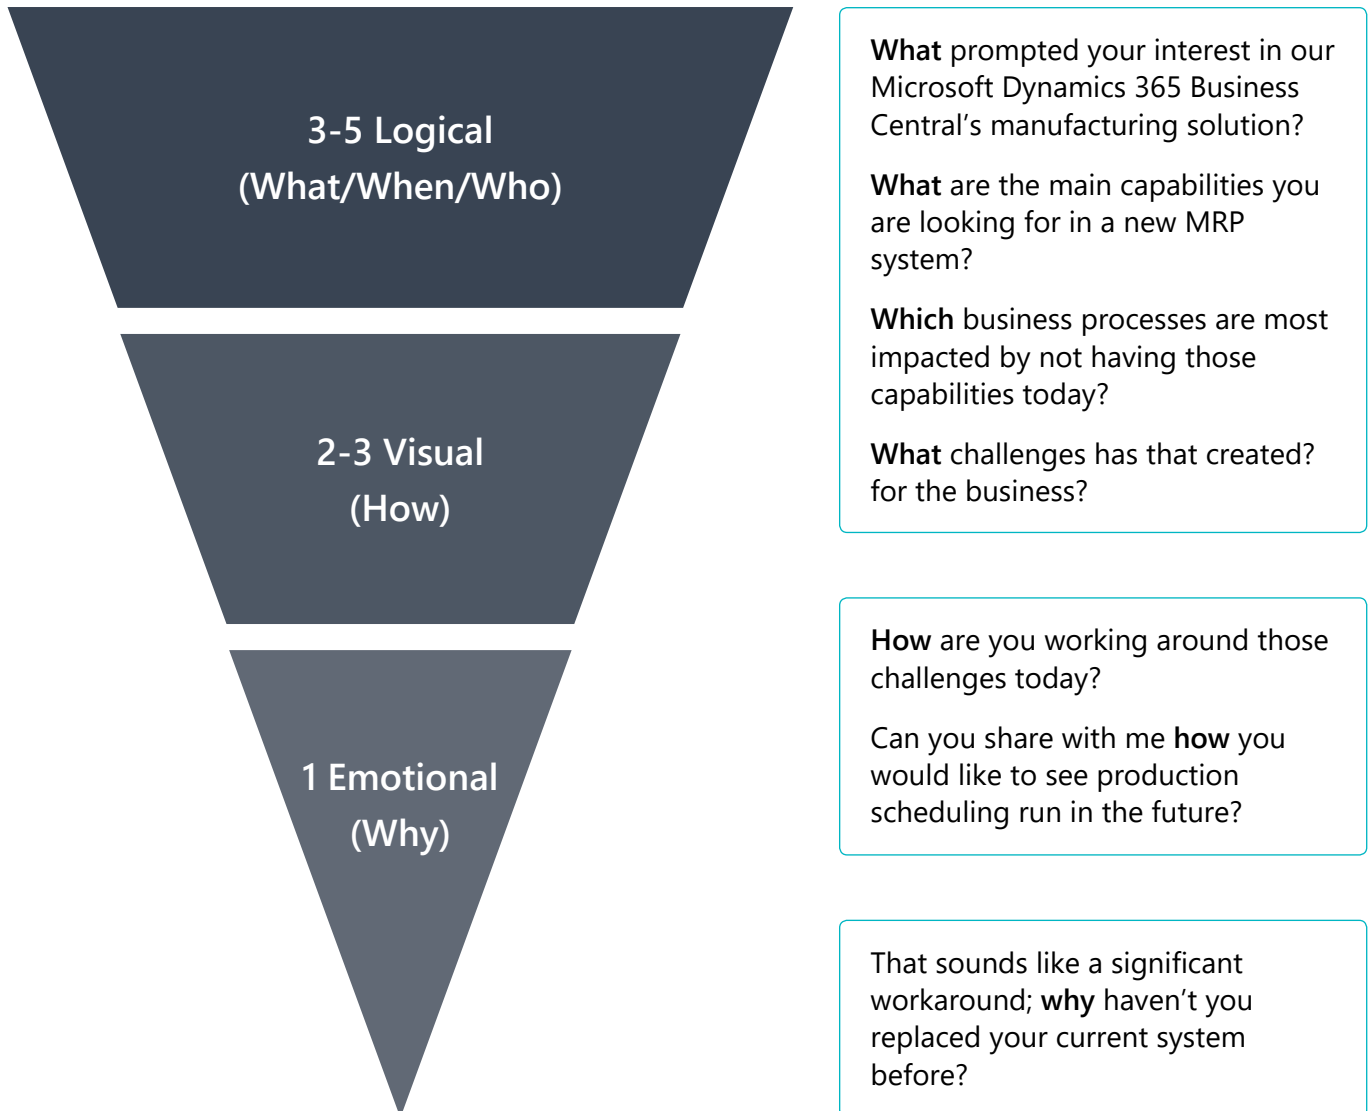 3-5 Logical
(What/When/Who)
What prompted your interest in our
Microsoft Dynamics 365 Business
Central’s manufacturing solution?
What are the main capabilities you
are looking for in a new MRP
system?
Which business processes are most
impacted by not having those
capabilities today?
What challenges has that created?
for the business?
2-3 Visual
(How)
How are you working around those
challenges today?
Can you share with me how you
would like to see production
scheduling run in the future?
1 Emotional
(Why)
That sounds like a significant
workaround; why haven’t you
replaced your current system
before?